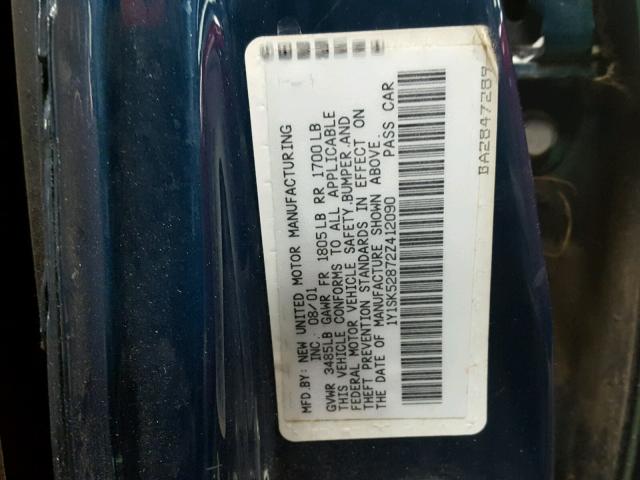 MFD.BY: NEW UNITED MOTOR MANUFACTURING
INC. 08/01
GVWR 3485LB GAWR FR 1805LB RR 1700LB
THIS VEHICLE CONFORMS TO ALL APPLICABLE
FEDERAL MOTOR VEHICLE SAFETY,BUMPER,AND
THEFT PREVENTION STANDARDS IN EFFECT ON
THE DATE OF MANUFACTURE SHOWN ABOVE.
1Y1SK52872Z412090 PASS CAR
BA2847289